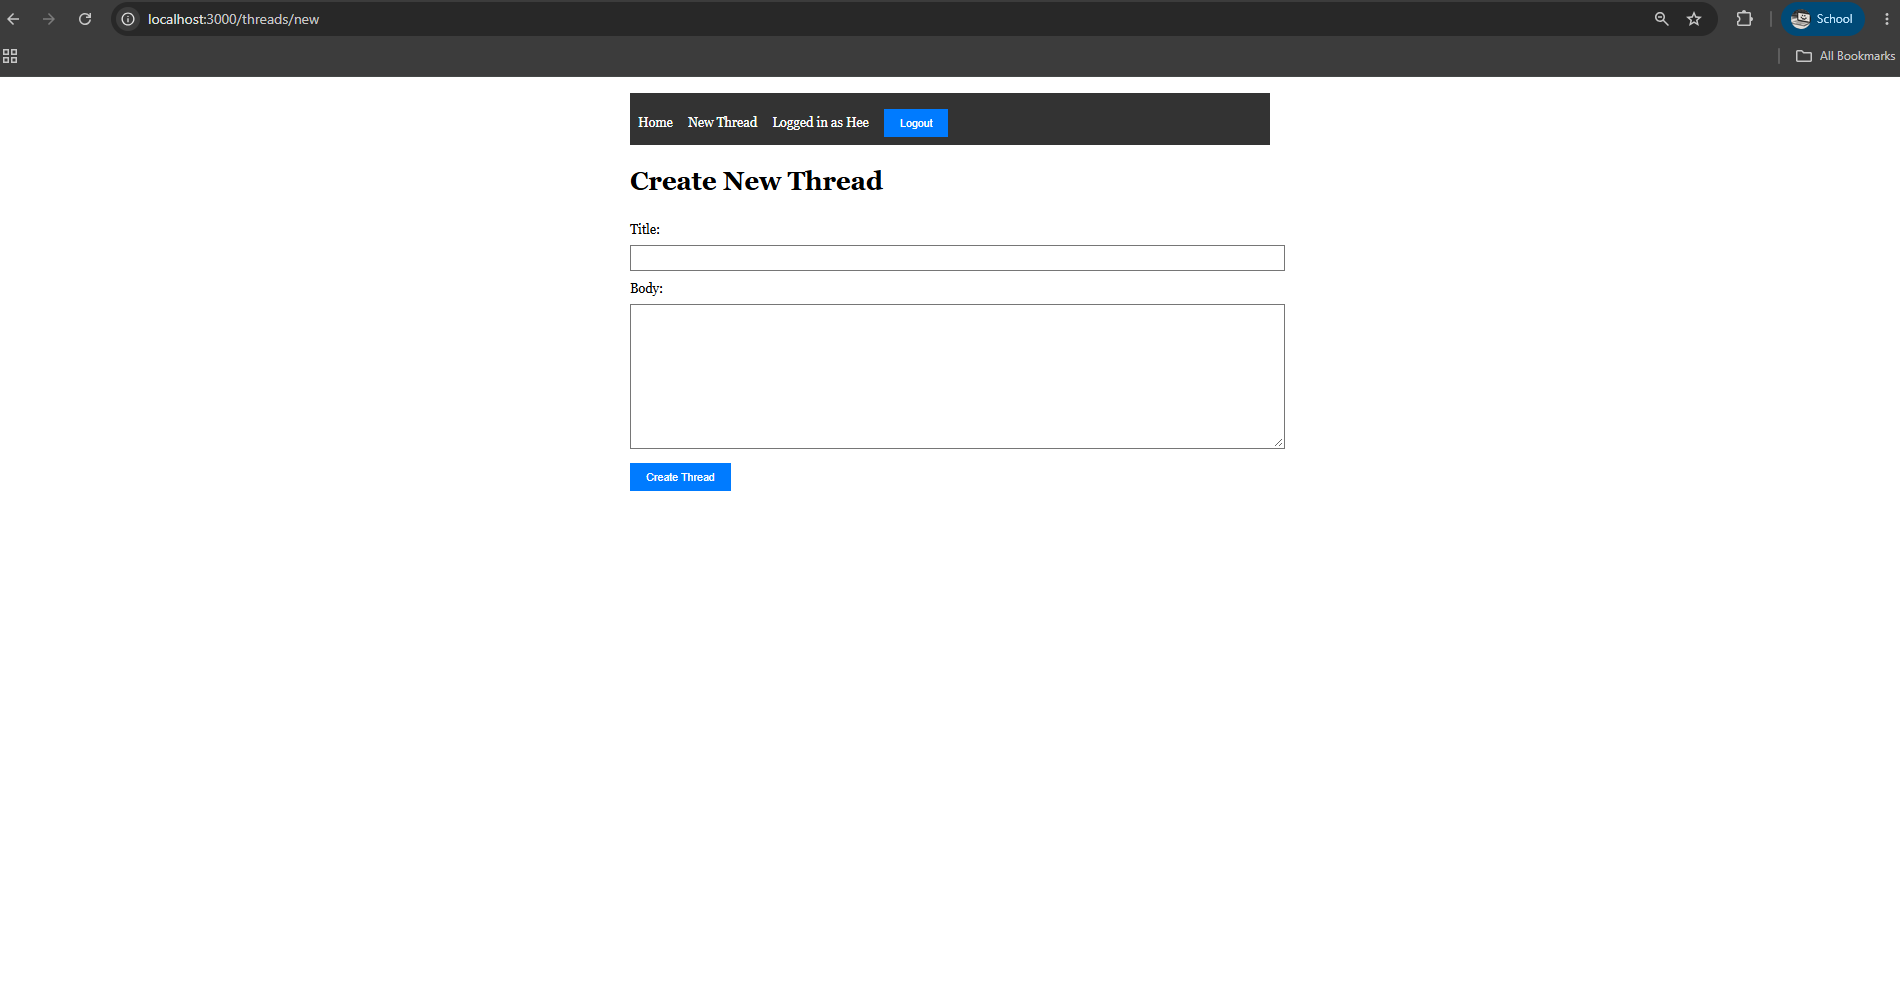 localhost:3000/threads/new
School
All Bookmarks
Home New Thread Logged in as Hee Logout
Create New Thread
Title:
Body:
Create Thread